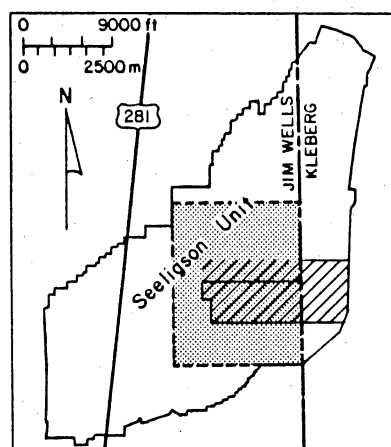 0 9000 ft
0 2500 m
N
281
JIM WELLS
KLEBERG
Seeligson Unit